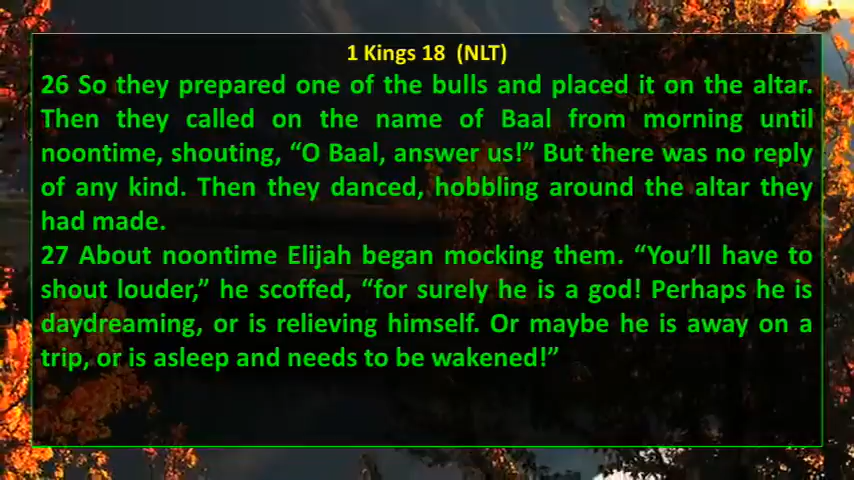 1 Kings 18 (NLT)
26 So they prepared one of the bulls and placed it on the altar.
Then they called on the name of Baal from morning until
noontime, shouting, “O Baal, answer us!” But there was no reply
of any kind. Then they danced, hobbling around the altar they
had made.
27 About noontime Elijah began mocking them. “You’ll have to
shout louder,” he scoffed, “for surely he is a god! Perhaps he is
daydreaming, or is relieving himself. Or maybe he is away on a
trip, or is asleep and needs to be wakened!”